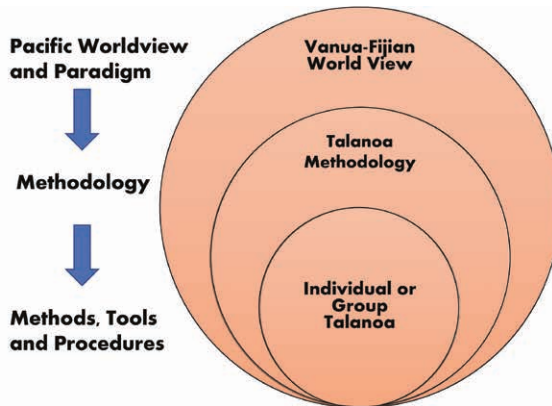 Pacific Worldview
and Paradigm
Vanua-Fijian
World View
Methodology
Talanoa
Methodology
Methods, Tools
and Procedures
Individual or
Group
Talanoa